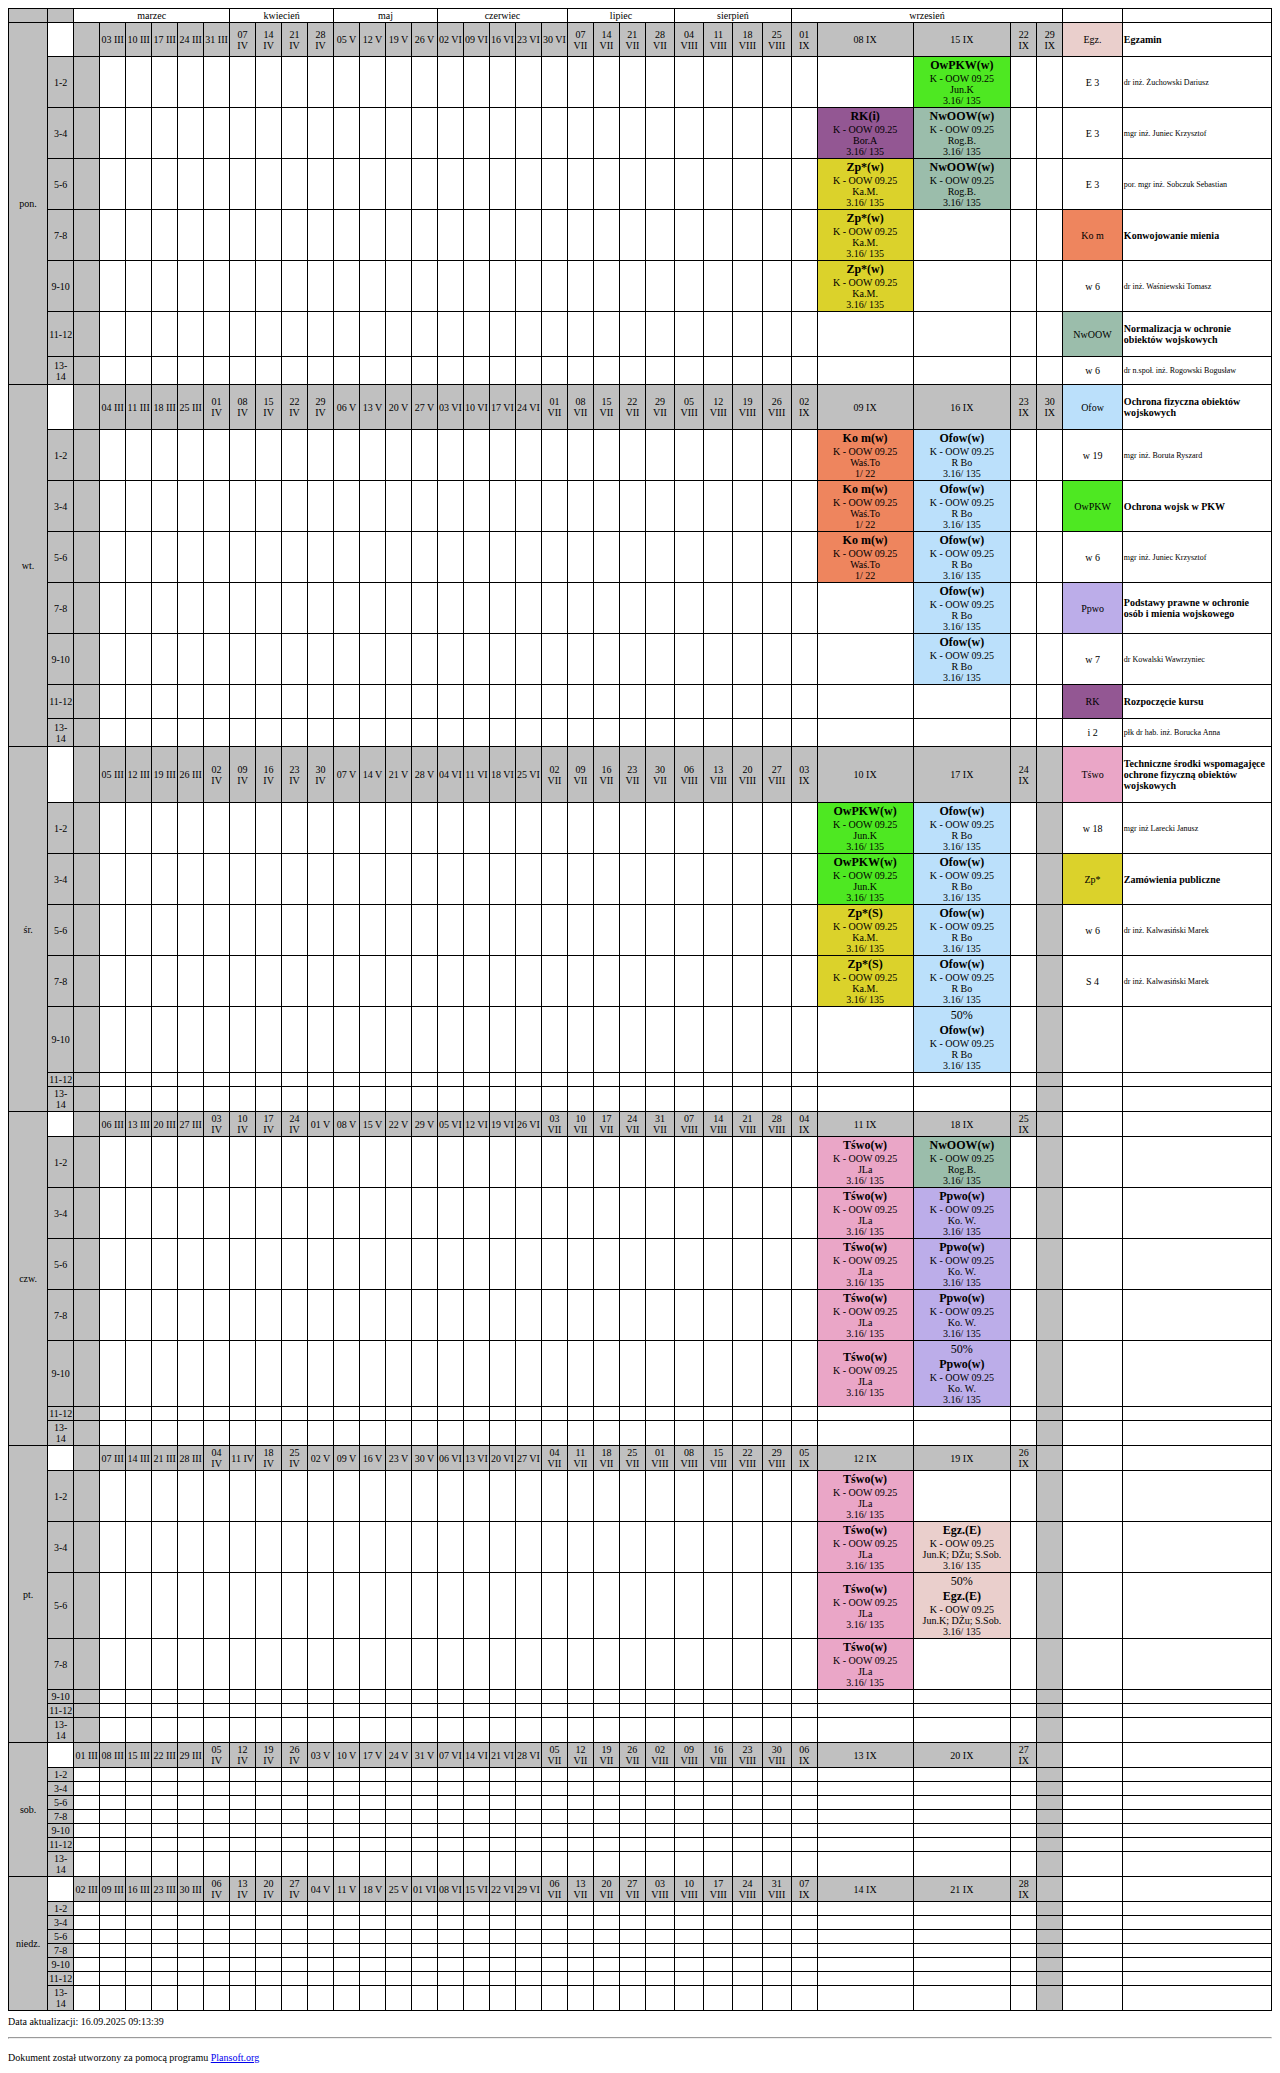 marzec kwiecień maj czerwiec lipiec sierpień wrzesień
pon. 03 III 10 III 17 III 24 III 31 III 07 IV 14 IV 21 IV 28 IV 05 V 12 V 19 V 26 V 02 VI 09 VI 16 VI 23 VI 30 VI 07 VII 14 VII 21 VII 28 VII 04 VIII 11 VIII 18 VIII 25 VIII 01 IX 08 IX 15 IX 22 IX 29 IX Egz. Egzamin
1-2 OwPKW(w) K - OOW 09.25 Jun.K 3.16/ 135 E 3 dr inż. Żuchowski Dariusz
3-4 RK(i) K - OOW 09.25 Bor.A 3.16/ 135 NwOOW(w) K - OOW 09.25 Rog.B. 3.16/ 135 E 3 mgr inż. Juniec Krzysztof
5-6 Zp*(w) K - OOW 09.25 Ka.M. 3.16/ 135 NwOOW(w) K - OOW 09.25 Rog.B. 3.16/ 135 E 3 por. mgr inż. Sobczuk Sebastian
7-8 Zp*(w) K - OOW 09.25 Ka.M. 3.16/ 135 Ko m Konwojowanie mienia
9-10 Zp*(w) K - OOW 09.25 Ka.M. 3.16/ 135 w 6 dr inż. Waśniewski Tomasz
11-12 NwOOW Normalizacja w ochronie obiektów wojskowych
13-14 w 6 dr n.społ. inż. Rogowski Bogusław
wt. 04 III 11 III 18 III 25 III 01 IV 08 IV 15 IV 22 IV 29 IV 06 V 13 V 20 V 27 V 03 VI 10 VI 17 VI 24 VI 01 VII 08 VII 15 VII 22 VII 29 VII 05 VIII 12 VIII 19 VIII 26 VIII 02 IX 09 IX 16 IX 23 IX 30 IX Ofow Ochrona fizyczna obiektów wojskowych
1-2 Ko m(w) K - OOW 09.25 Waś.To 1/ 22 Ofow(w) K - OOW 09.25 R Bo 3.16/ 135 w 19 mgr inż. Boruta Ryszard
3-4 Ko m(w) K - OOW 09.25 Waś.To 1/ 22 Ofow(w) K - OOW 09.25 R Bo 3.16/ 135 OwPKW Ochrona wojsk w PKW
5-6 Ko m(w) K - OOW 09.25 Waś.To 1/ 22 Ofow(w) K - OOW 09.25 R Bo 3.16/ 135 w 6 mgr inż. Juniec Krzysztof
7-8 Ofow(w) K - OOW 09.25 R Bo 3.16/ 135 Ppwo Podstawy prawne w ochronie osób i mienia wojskowego
9-10 Ofow(w) K - OOW 09.25 R Bo 3.16/ 135 w 7 dr Kowalski Wawrzyniec
11-12 RK Rozpoczęcie kursu
13-14 i 2 płk dr hab. inż. Borucka Anna
śr. 05 III 12 III 19 III 26 III 02 IV 09 IV 16 IV 23 IV 30 IV 07 V 14 V 21 V 28 V 04 VI 11 VI 18 VI 25 VI 02 VII 09 VII 16 VII 23 VII 30 VII 06 VIII 13 VIII 20 VIII 27 VIII 03 IX 10 IX 17 IX 24 IX Tśwo Techniczne środki wspomagajęce ochrone fizyczną obiektów wojskowych
1-2 OwPKW(w) K - OOW 09.25 Jun.K 3.16/ 135 Ofow(w) K - OOW 09.25 R Bo 3.16/ 135 w 18 mgr inż Larecki Janusz
3-4 OwPKW(w) K - OOW 09.25 Jun.K 3.16/ 135 Ofow(w) K - OOW 09.25 R Bo 3.16/ 135 Zp* Zamówienia publiczne
5-6 Zp*(S) K - OOW 09.25 Ka.M. 3.16/ 135 Ofow(w) K - OOW 09.25 R Bo 3.16/ 135 w 6 dr inż. Kalwasiński Marek
7-8 Zp*(S) K - OOW 09.25 Ka.M. 3.16/ 135 Ofow(w) K - OOW 09.25 R Bo 3.16/ 135 S 4 dr inż. Kalwasiński Marek
9-10 50% Ofow(w) K - OOW 09.25 R Bo 3.16/ 135
11-12
13-14
czw. 06 III 13 III 20 III 27 III 03 IV 10 IV 17 IV 24 IV 01 V 08 V 15 V 22 V 29 V 05 VI 12 VI 19 VI 26 VI 03 VII 10 VII 17 VII 24 VII 31 VII 07 VIII 14 VIII 21 VIII 28 VIII 04 IX 11 IX 18 IX 25 IX
1-2 Tśwo(w) K - OOW 09.25 JLa 3.16/ 135 NwOOW(w) K - OOW 09.25 Rog.B. 3.16/ 135
3-4 Tśwo(w) K - OOW 09.25 JLa 3.16/ 135 Ppwo(w) K - OOW 09.25 Ko. W. 3.16/ 135
5-6 Tśwo(w) K - OOW 09.25 JLa 3.16/ 135 Ppwo(w) K - OOW 09.25 Ko. W. 3.16/ 135
7-8 Tśwo(w) K - OOW 09.25 JLa 3.16/ 135 Ppwo(w) K - OOW 09.25 Ko. W. 3.16/ 135
9-10 Tśwo(w) K - OOW 09.25 JLa 3.16/ 135 50% Ppwo(w) K - OOW 09.25 Ko. W. 3.16/ 135
11-12
13-14
pt. 07 III 14 III 21 III 28 III 04 IV 11 IV 18 IV 25 IV 02 V 09 V 16 V 23 V 30 V 06 VI 13 VI 20 VI 27 VI 04 VII 11 VII 18 VII 25 VII 01 VIII 08 VIII 15 VIII 22 VIII 29 VIII 05 IX 12 IX 19 IX 26 IX
1-2 Tśwo(w) K - OOW 09.25 JLa 3.16/ 135
3-4 Tśwo(w) K - OOW 09.25 JLa 3.16/ 135 Egz.(E) K - OOW 09.25 Jun.K; DŻu; S.Sob. 3.16/ 135
5-6 Tśwo(w) K - OOW 09.25 JLa 3.16/ 135 50% Egz.(E) K - OOW 09.25 Jun.K; DŻu; S.Sob. 3.16/ 135
7-8 Tśwo(w) K - OOW 09.25 JLa 3.16/ 135
9-10
11-12
13-14
sob. 01 III 08 III 15 III 22 III 29 III 05 IV 12 IV 19 IV 26 IV 03 V 10 V 17 V 24 V 31 V 07 VI 14 VI 21 VI 28 VI 05 VII 12 VII 19 VII 26 VII 02 VIII 09 VIII 16 VIII 23 VIII 30 VIII 06 IX 13 IX 20 IX 27 IX
1-2
3-4
5-6
7-8
9-10
11-12
13-14
niedz. 02 III 09 III 16 III 23 III 30 III 06 IV 13 IV 20 IV 27 IV 04 V 11 V 18 V 25 V 01 VI 08 VI 15 VI 22 VI 29 VI 06 VII 13 VII 20 VII 27 VII 03 VIII 10 VIII 17 VIII 24 VIII 31 VIII 07 IX 14 IX 21 IX 28 IX
1-2
3-4
5-6
7-8
9-10
11-12
13-14
Data aktualizacji: 16.09.2025 09:13:39
Dokument został utworzony za pomocą programu Plansoft.org